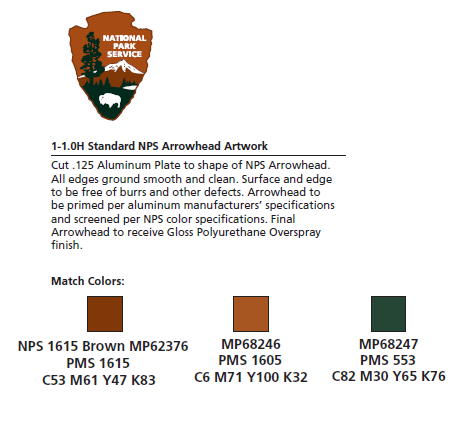 NATIONAL
PARK
SERVICE
1-1.0H Standard NPS Arrowhead Artwork
Cut .125 Aluminum Plate to shape of NPS Arrowhead.
All edges ground smooth and clean. Surface and edge
to be free of burrs and other defects. Arrowhead to
be primed per aluminum manufacturers’ specifications
and screened per NPS color specifications. Final
Arrowhead to receive Gloss Polyurethane Overspray
finish.
Match Colors:
NPS 1615 Brown MP62376
PMS 1615
C53 M61 Y47 K83
MP68246
PMS 1605
C6 M71 Y100 K32
MP68247
PMS 553
C82 M30 Y65 K76